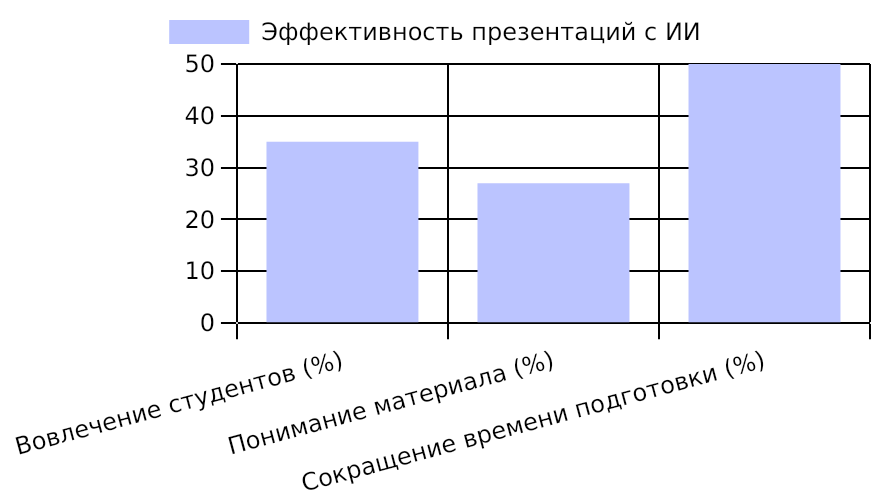 Эффективность презентаций с ИИ
50
40
30
20
10
0
Вовлечение студентов (%)
Понимание материала (%)
Сокращение времени подготовки (%)